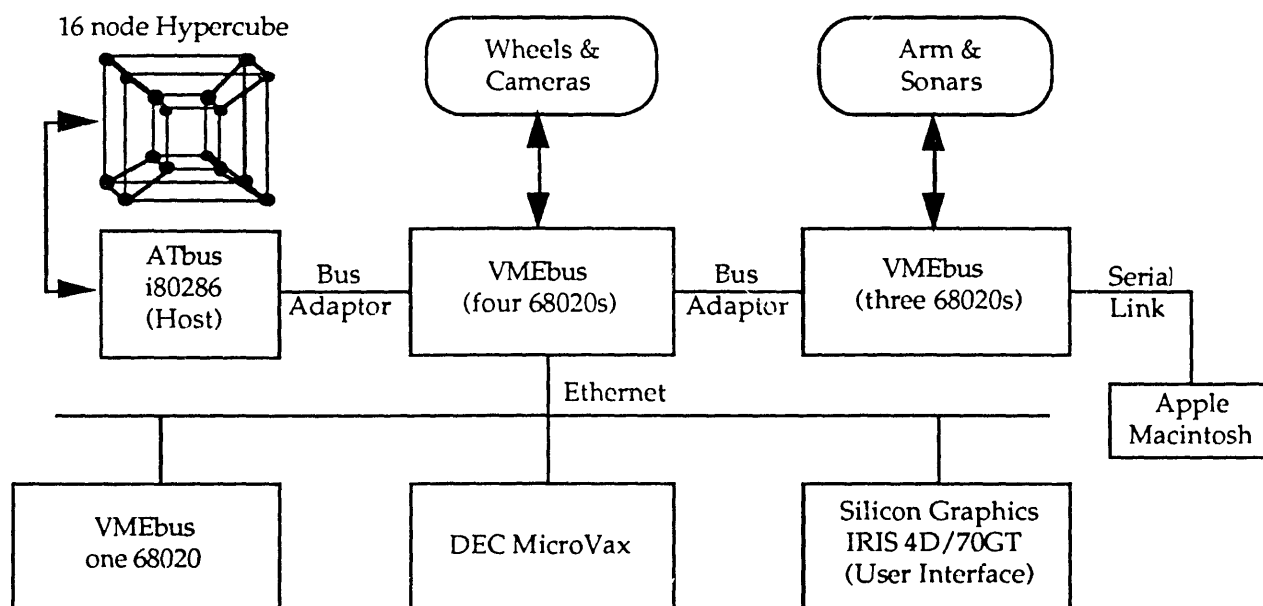 16 node Hypercube
Wheels &
Cameras
Arm &
Sonars
ATbus
i80286
(Host)
Bus
Adaptor
VMEbus
(four 68020s)
Bus
Adaptor
VMEbus
(three 68020s)
Serial
Link
Ethernet
Apple
Macintosh
VMEbus
one 68020
DEC MicroVax
Silicon Graphics
IRIS 4D/70GT
(User Interface)